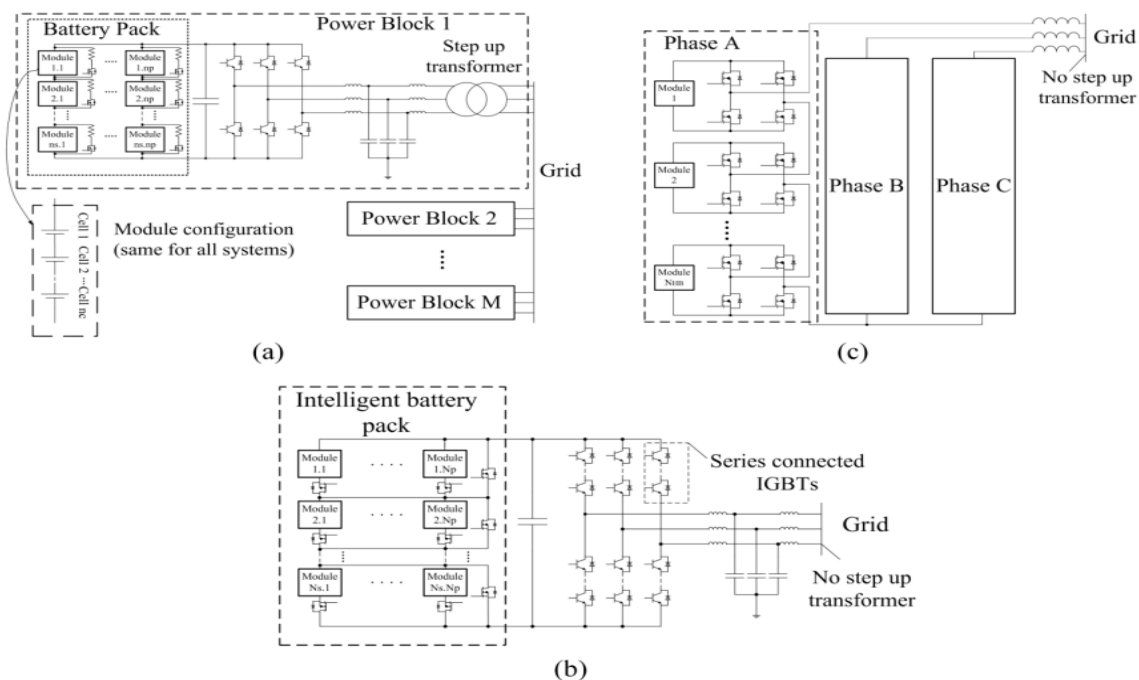 Power Block 1
Battery Pack
Module
1.1
Module
1.np
Module
2.1
Module
2.np
Module
ns.1
Module
ns.np
Step up
transformer
Grid
Cell 1 Cell 2 ···Cell nc
Module configuration
(same for all systems)
Power Block 2
Power Block M
(a)
Phase A
Module
1
Module
2
Module
Phase B
Phase C
Grid
No step up
transformer
(c)
Intelligent battery
pack
Module
1.1
Module
1.Np
Module
2.1
Module
2.Np
Module
Ns.1
Module
Ns.Np
Series connected
IGBTs
Grid
No step up
transformer
(b)